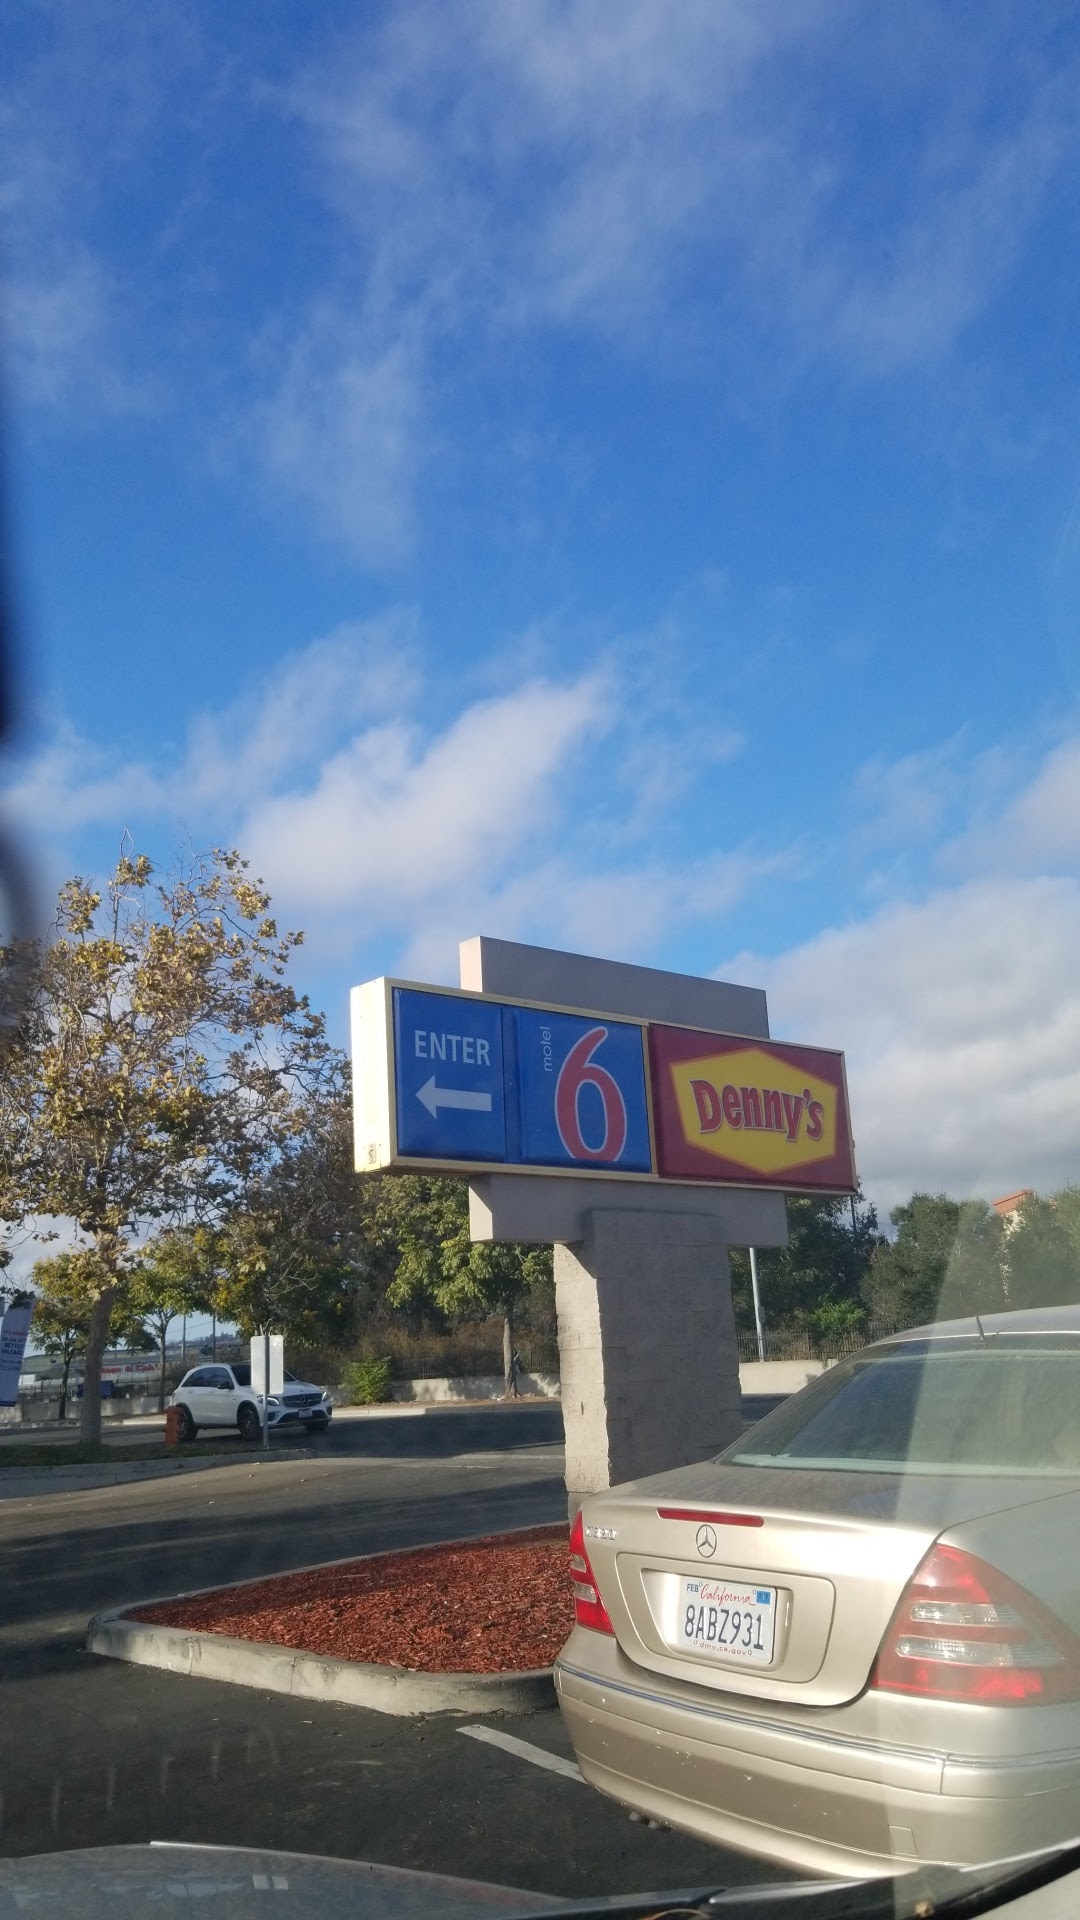 ENTER
motel
6
Denny's
FEB California
8ABZ931
dmv.ca.gov